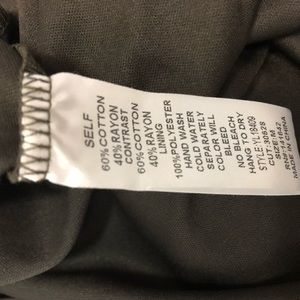 SELF
60%COTTON
40%RAYON
CONTRAST
60%COTTON
40%RAYON
LINING
100%POLYESTER
HAND WASH
COLD WATER
SEPARATELY
COLOR WILL
BLEED
NO BLEACH
HANG TO DRY
MADE IN CHINA